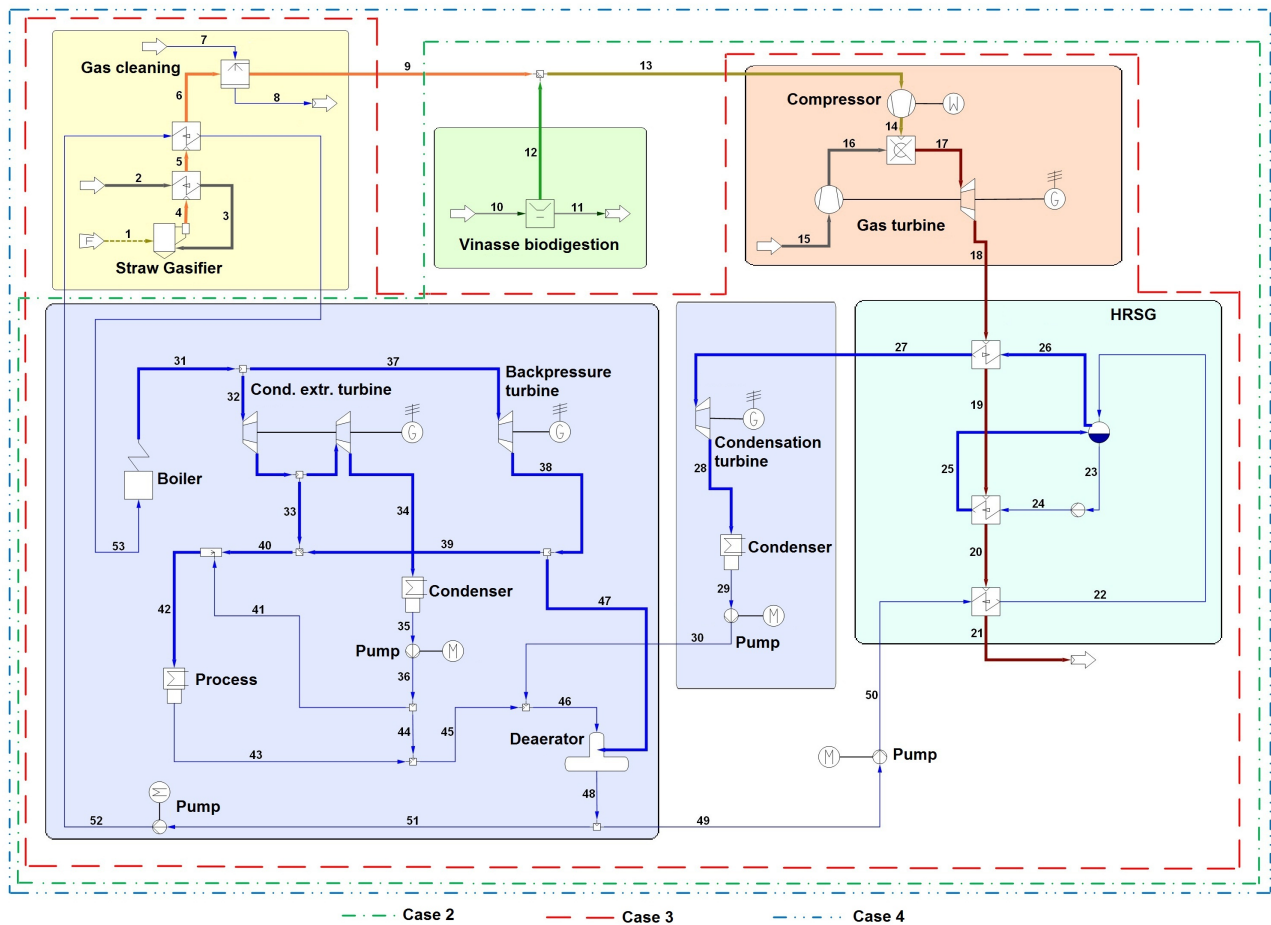 7
Gas cleaning
9
13
6
8
Compressor
W
14
5
12
16
17
2
4
3
10
11
G
F
1
Vinasse biodigestion
Gas turbine
15
Straw Gasifier
18
HRSG
27
26
31
37
Backpressure
turbine
32
Cond. extr. turbine
19
G
G
G
Condensation
turbine
38
28
25
23
Boiler
33
34
24
53
40
39
Condenser
20
42
41
Condenser
29
47
22
35
M
Pump
30
21
Pump
M
36
Process
50
46
44
45
Deaerator
43
M
Pump
48
Pump
52
51
49
Case 2
Case 3
Case 4